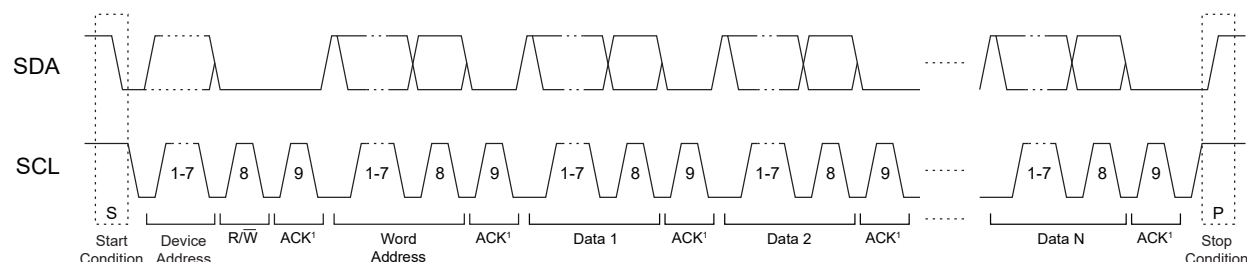 SDA
SCL
1-7 8 9 1-7 8 9 1-7 8 9 1-7 8 9 1-7 8 9
S P
Start Condition
Device Address
R/W̅
ACK¹
Word Address
ACK¹
Data 1
ACK¹
Data 2
ACK¹
Data N
ACK¹
Stop Condition